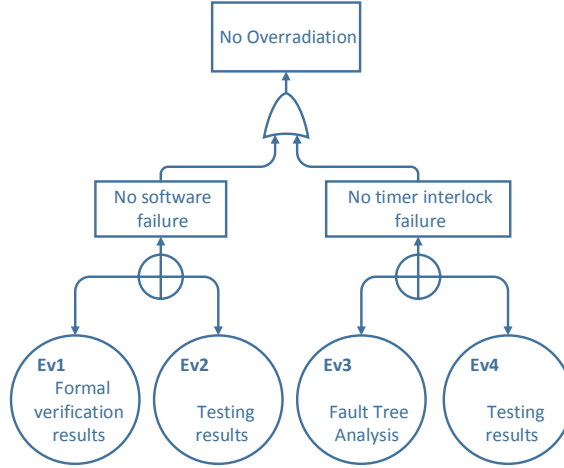 No Overradiation
No software
failure
No timer interlock
failure
Ev1
Formal
verification
results
Ev2
Testing
results
Ev3
Fault Tree
Analysis
Ev4
Testing
results